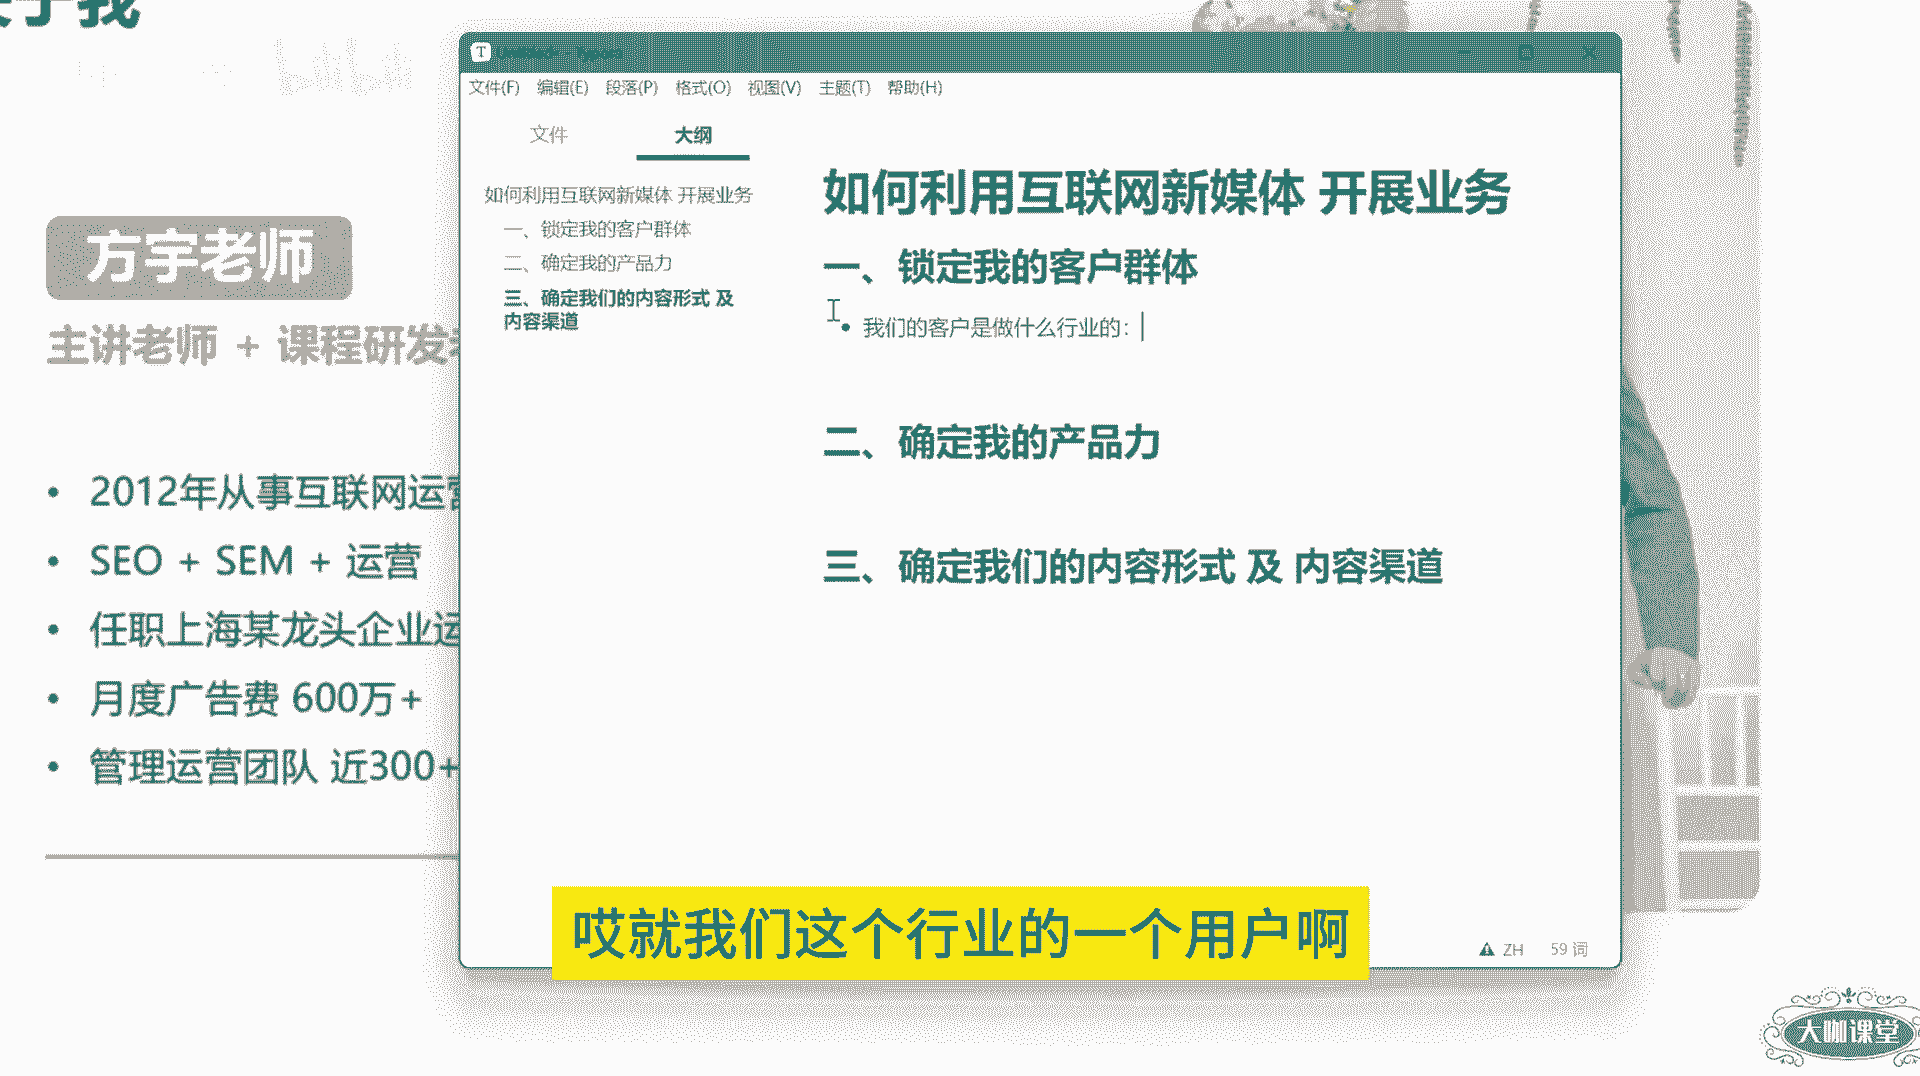 关于我
bilibili
方宇老师
主讲老师 + 课程研发
• 2012年从事互联网运营
• SEO + SEM + 运营
• 任职上海某龙头企业运
• 月度广告费 600万+
• 管理运营团队 近300+
T
文件(F) 编辑(E) 段落(P) 格式(O) 视图(V) 主题(T) 帮助(H)
文件 大纲
如何利用互联网新媒体 开展业务
一、锁定我的客户群体
二、确定我的产品力
三、确定我们的内容形式 及
内容渠道
如何利用互联网新媒体 开展业务
一、锁定我的客户群体
• 我们的客户是做什么行业的：
二、确定我的产品力
三、确定我们的内容形式 及 内容渠道
ZH 59 词
哎就我们这个行业的一个用户啊
大咖课堂